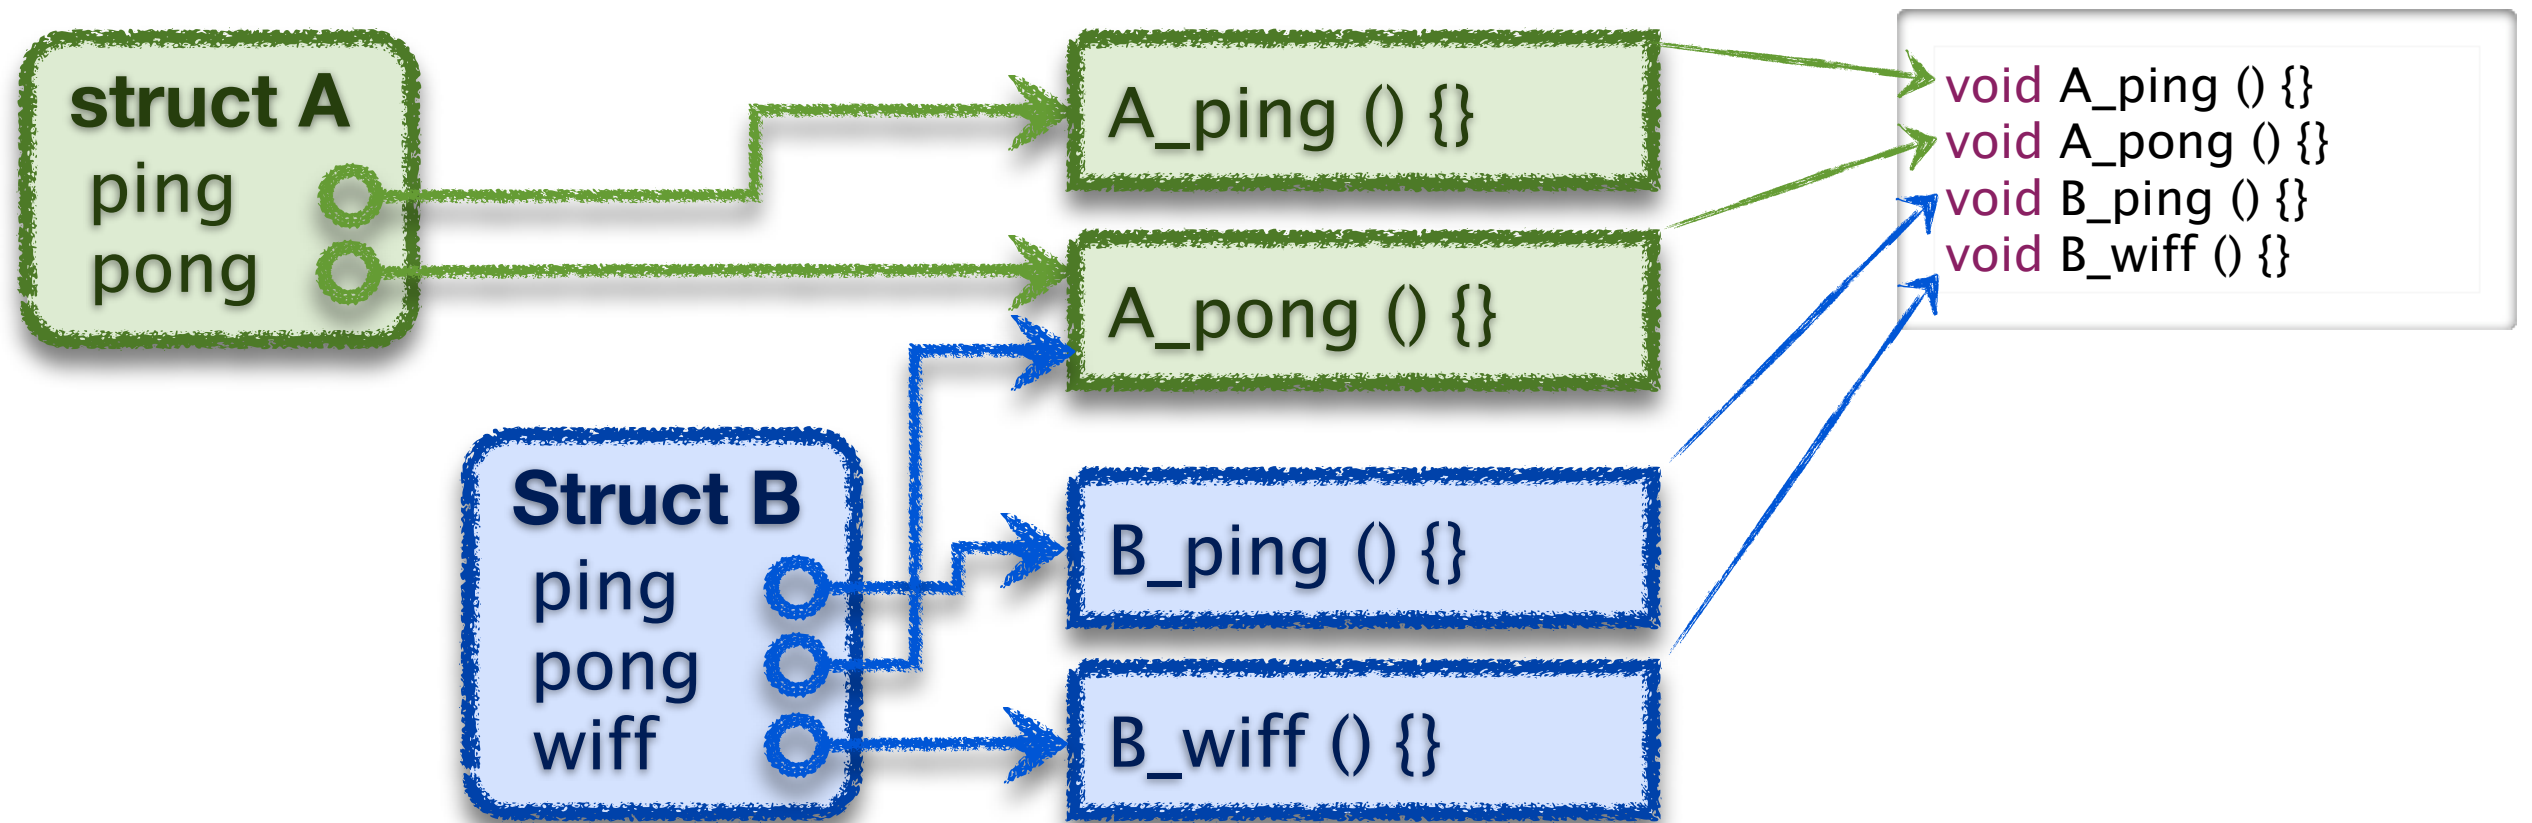 struct A
ping
pong
A_ping () {}
A_pong () {}
void A_ping () {}
void A_pong () {}
void B_ping () {}
void B_wiff () {}
Struct B
ping
pong
wiff
B_ping () {}
B_wiff () {}